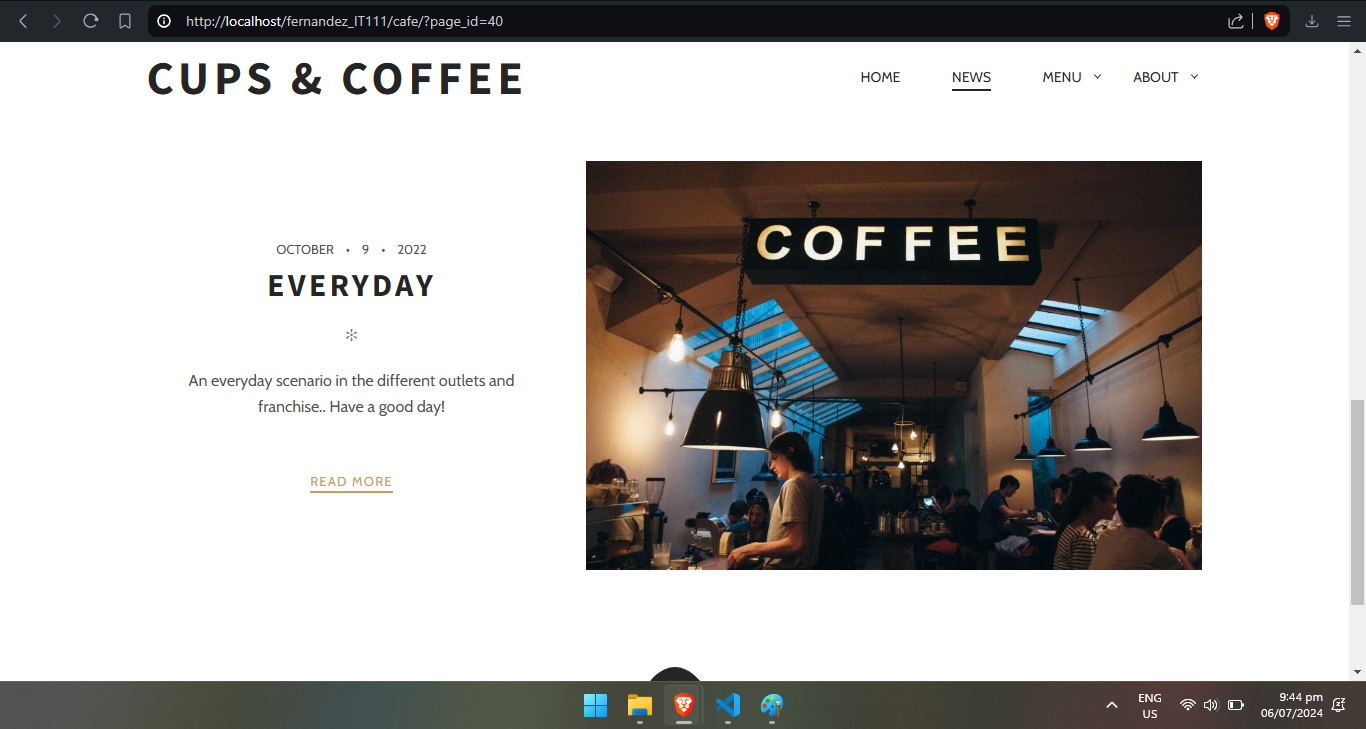 http://localhost/fernandez_IT111/cafe/?page_id=40
CUPS & COFFEE
HOME NEWS MENU ABOUT
OCTOBER • 9 • 2022
EVERYDAY
An everyday scenario in the different outlets and
franchise.. Have a good day!
READ MORE
COFFEE
ENG
US
9:44 pm
06/07/2024